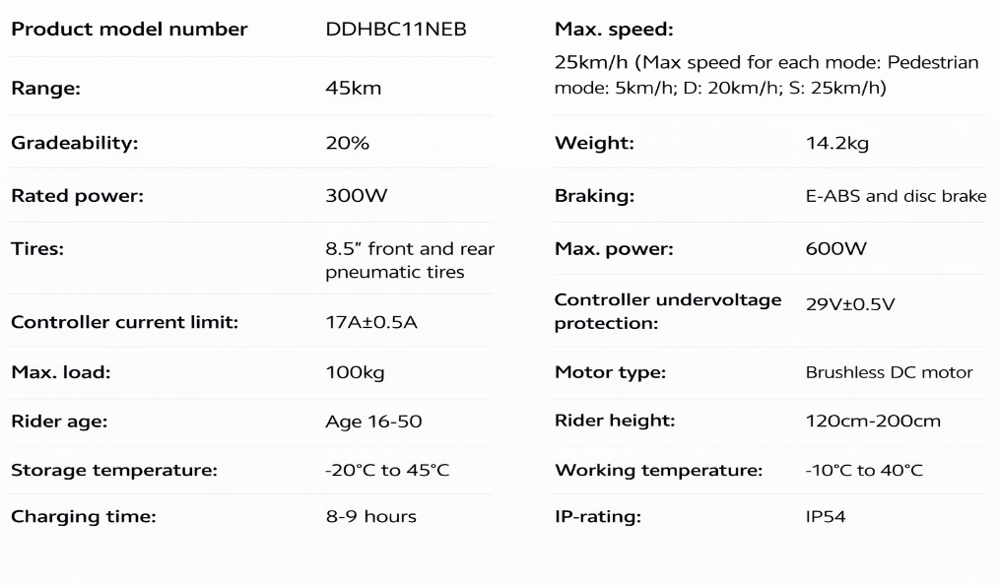 Product model number DDHBC11NEB
Range: 45km
Gradeability: 20%
Rated power: 300W
Tires: 8.5” front and rear
pneumatic tires
Controller current limit: 17A±0.5A
Max. load: 100kg
Rider age: Age 16-50
Storage temperature: -20°C to 45°C
Charging time: 8-9 hours
Max. speed:
25km/h (Max speed for each mode: Pedestrian
mode: 5km/h; D: 20km/h; S: 25km/h)
Weight: 14.2kg
Braking: E-ABS and disc brake
Max. power: 600W
Controller undervoltage 29V±0.5V
protection:
Motor type: Brushless DC motor
Rider height: 120cm-200cm
Working temperature: -10°C to 40°C
IP-rating: IP54